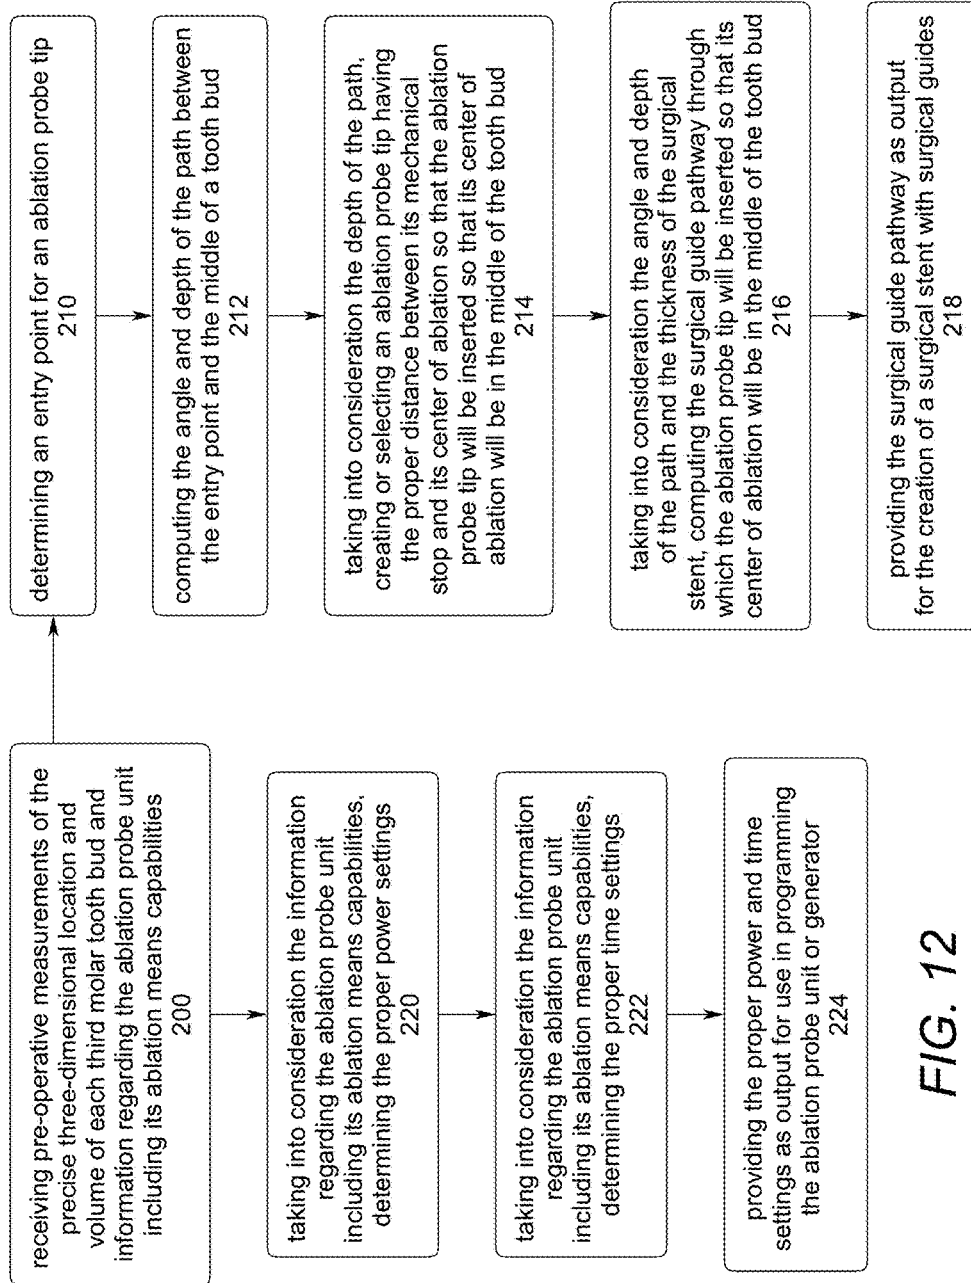 receiving pre-operative measurements of the
precise three-dimensional location and
volume of each third molar tooth bud and
information regarding the ablation probe unit
including its ablation means capabilities
200
taking into consideration the information
regarding the ablation probe unit
including its ablation means capabilities,
determining the proper power settings
220
taking into consideration the information
regarding the ablation probe unit
including its ablation means capabilities,
determining the proper time settings
222
providing the proper power and time
settings as output for use in programming
the ablation probe unit or generator
224
determining an entry point for an ablation probe tip
210
computing the angle and depth of the path between
the entry point and the middle of a tooth bud
212
taking into consideration the depth of the path,
creating or selecting an ablation probe tip having
the proper distance between its mechanical
stop and its center of ablation so that the ablation
probe tip will be inserted so that its center of
ablation will be in the middle of the tooth bud
214
taking into consideration the angle and depth
of the path and the thickness of the surgical
stent, computing the surgical guide pathway through
which the ablation probe tip will be inserted so that its
center of ablation will be in the middle of the tooth bud
216
providing the surgical guide pathway as output
for the creation of a surgical stent with surgical guides
218
FIG. 12